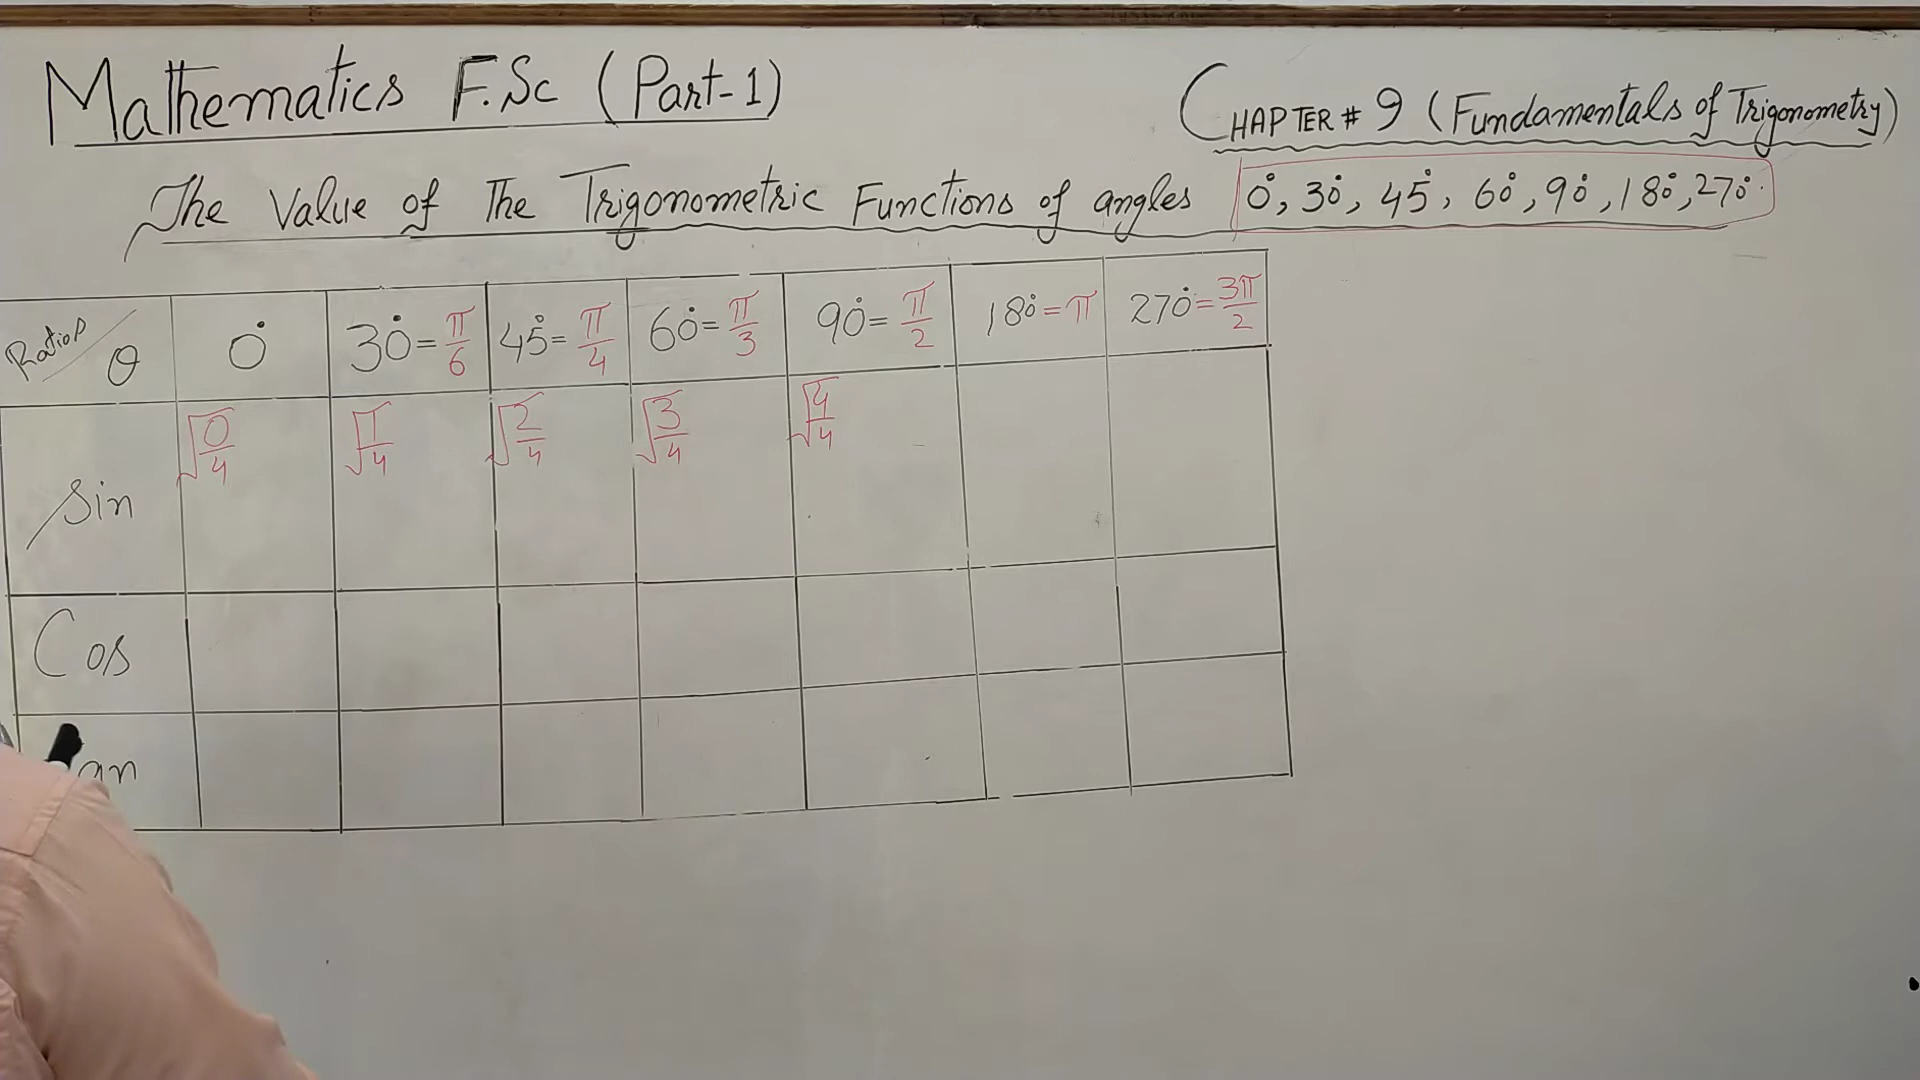 Mathematics F.Sc (Part-1)
CHAPTER # 9 (Fundamentals of Trigonometry)
The Value of The Trigonometric Functions of angles 0°, 30°, 45°, 60°, 90°, 180°, 270°.
Ratios θ 0° 30°=π/6 45°=π/4 60°=π/3 90°=π/2 180°=π 270°=3π/2
Sin √0/4 √1/4 √2/4 √3/4 √4/4
Cos
an